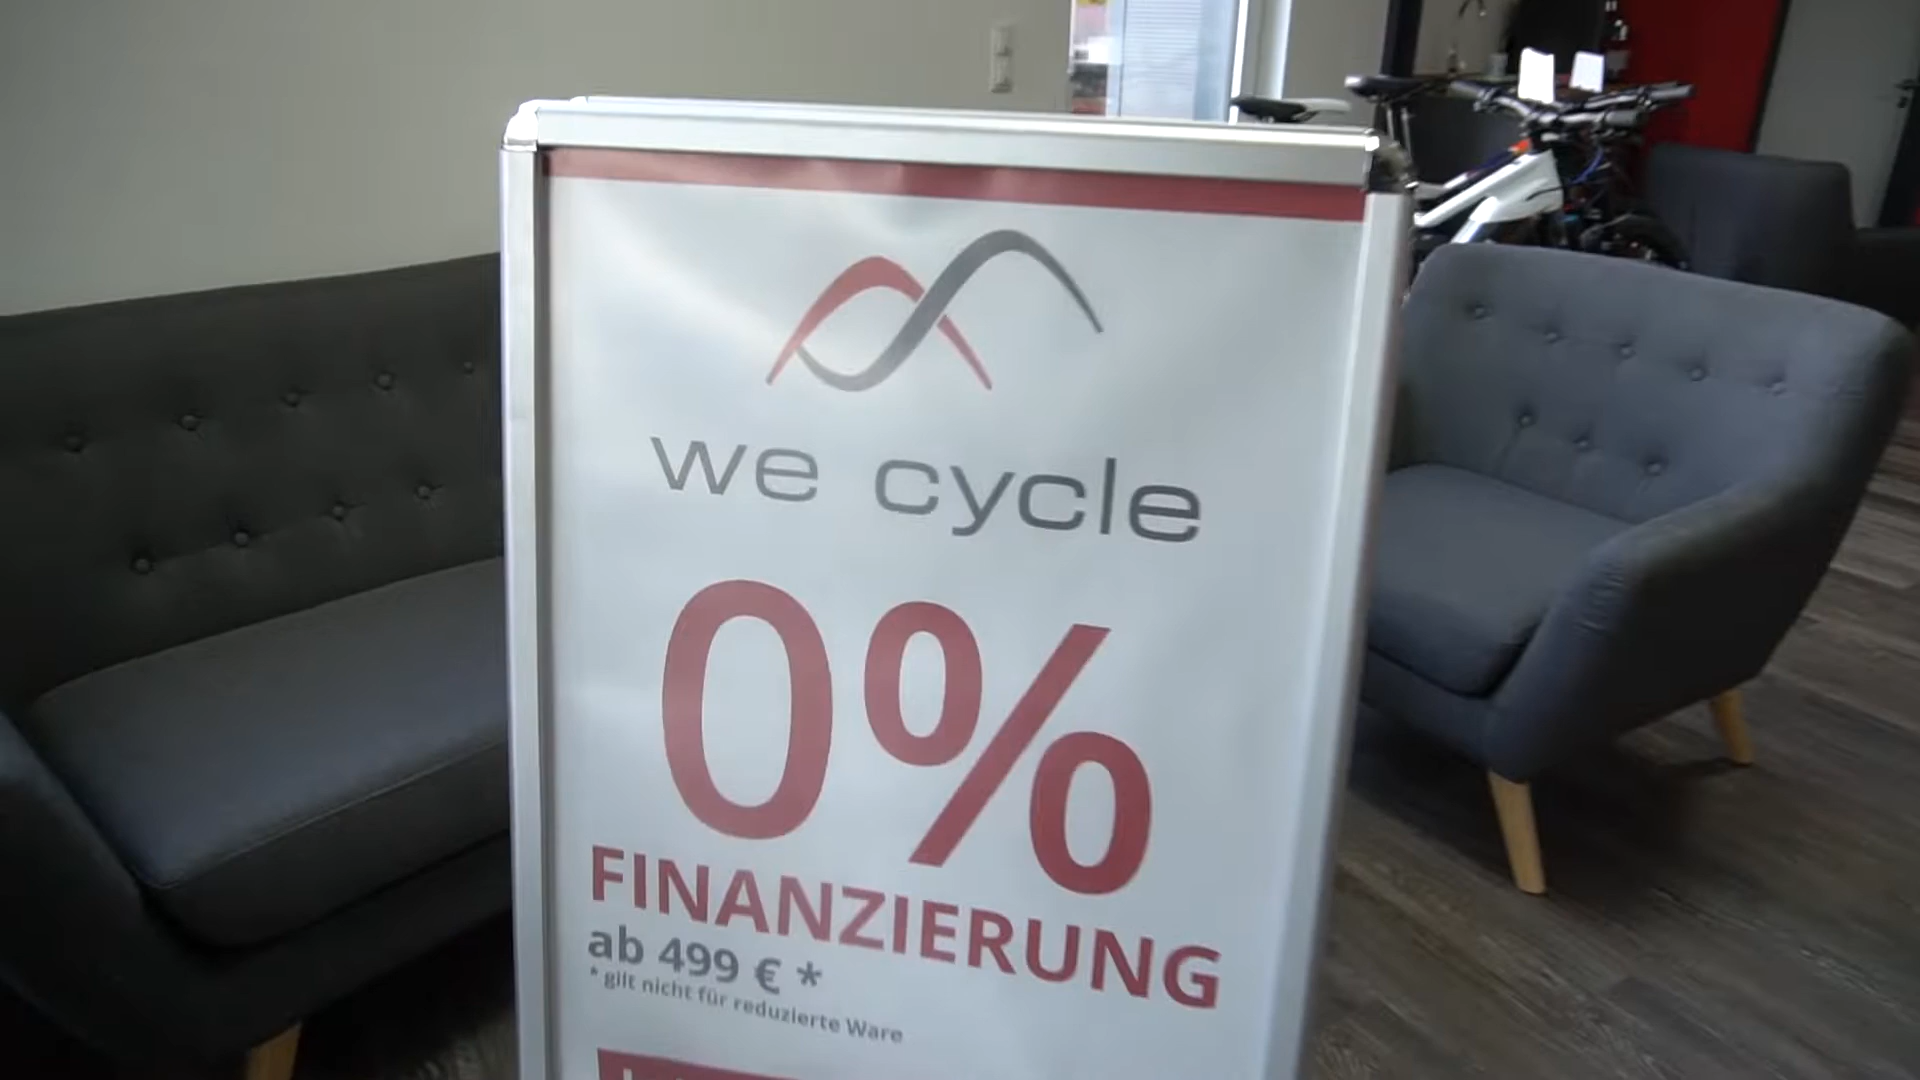 we cycle
0%
FINANZIERUNG
ab 499 € *
* gilt nicht für reduzierte Ware